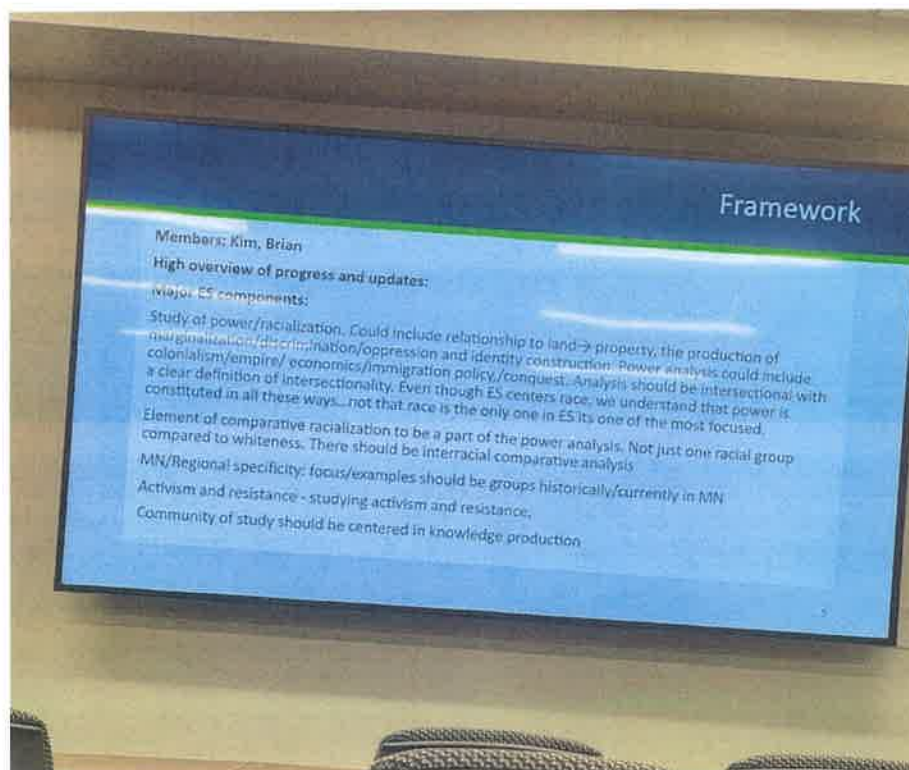 Framework
Members: Kim, Brian
High overview of progress and updates:
Major ES components:
Study of power/racialization. Could include relationship to land→ property, the production of
marginalization/discrimination/oppression and identity construction. Power analysis could include
colonialism/empire/ economics/immigration policy,/conquest. Analysis should be intersectional with
a clear definition of intersectionality. Even though ES centers race, we understand that power is
constituted in all these ways...not that race is the only one in ES its one of the most focused.
Element of comparative racialization to be a part of the power analysis. Not just one racial group
compared to whiteness. There should be interracial comparative analysis
MN/Regional specificity: focus/examples should be groups historically/currently in MN
Activism and resistance - studying activism and resistance.
Community of study should be centered in knowledge production
5